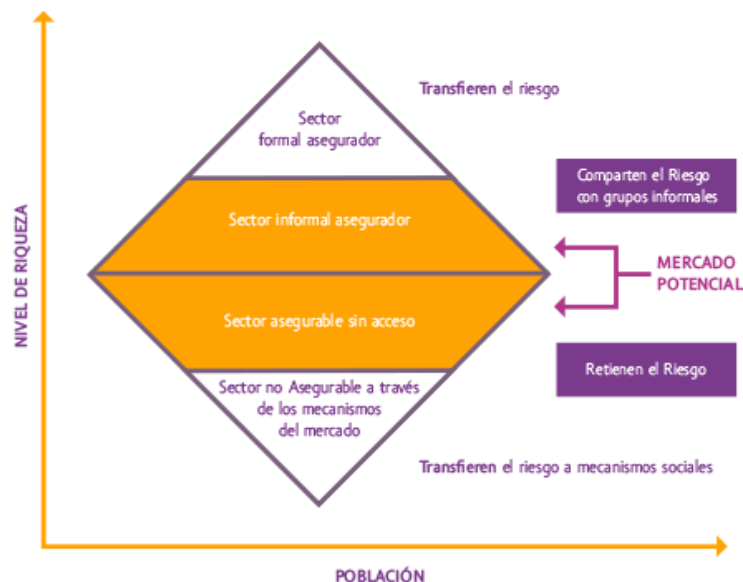 Transfieren el riesgo
Sector
formal asegurador
Comparten el Riesgo
con grupos informales
Sector informal asegurador
MERCADO
POTENCIAL
NIVEL DE RIQUEZA
Sector asegurable sin acceso
Retienen el Riesgo
Sector no Asegurable a través
de los mecanismos
del mercado
Transfieren el riesgo a mecanismos sociales
POBLACIÓN